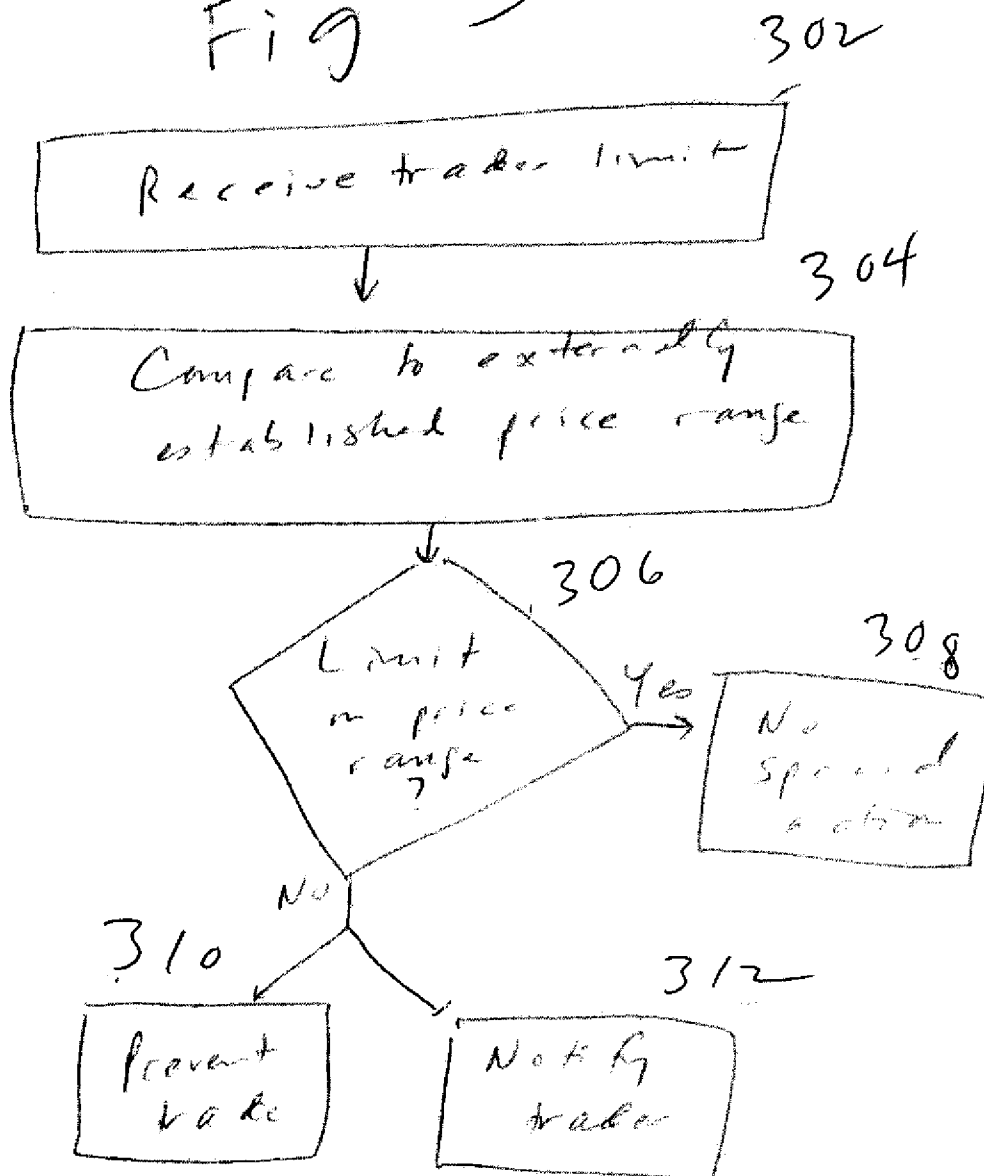 Fig
302
Receive trader limit
304
Compare to externally
established price range
306
Limit
in price
range
?
Yes
308
No
special
action
No
310
Prevent
trade
312
Notify
trader